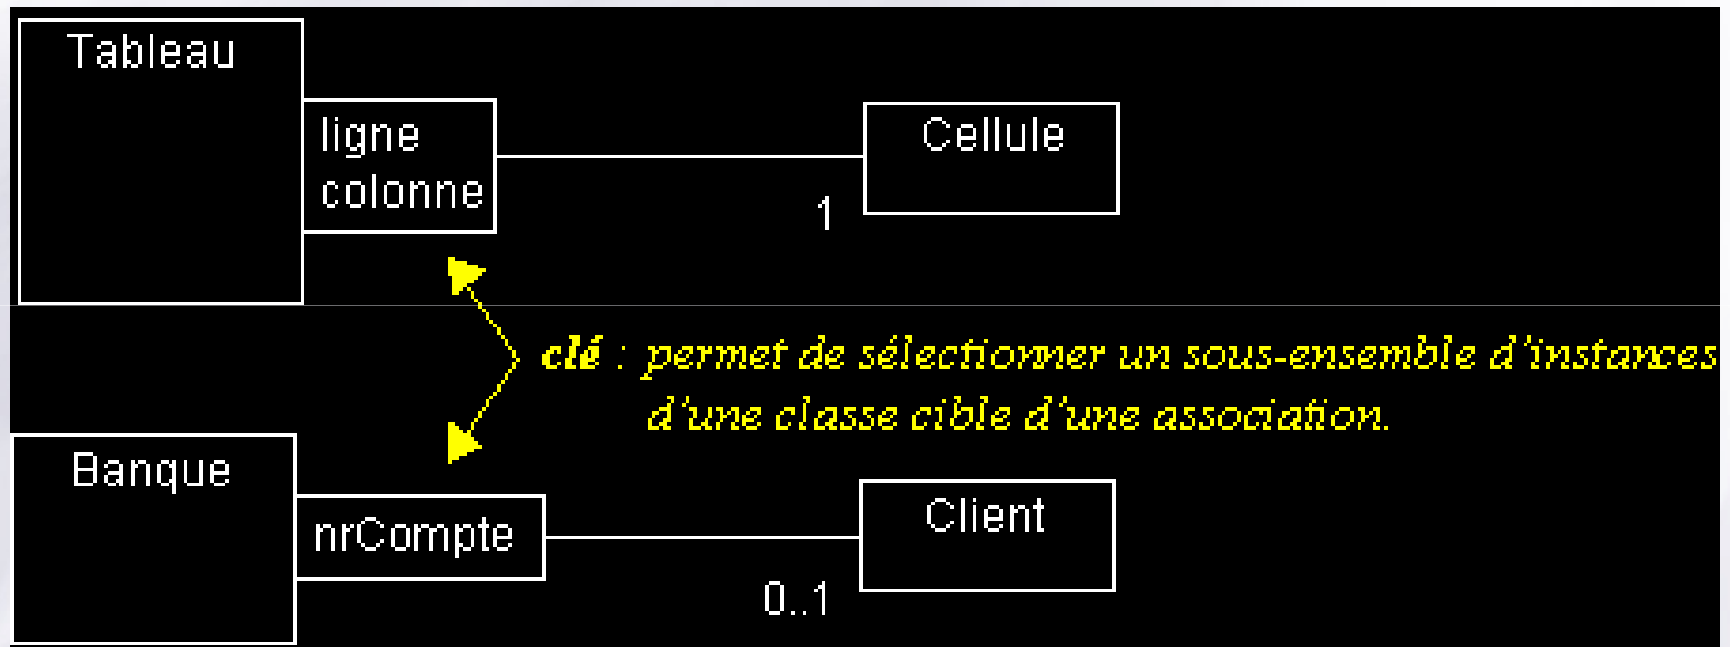 Tableau
ligne
colonne
Cellule
1
clé : permet de sélectionner un sous-ensemble d'instances
d'une classe cible d'une association.
Banque
nrCompte
Client
0..1